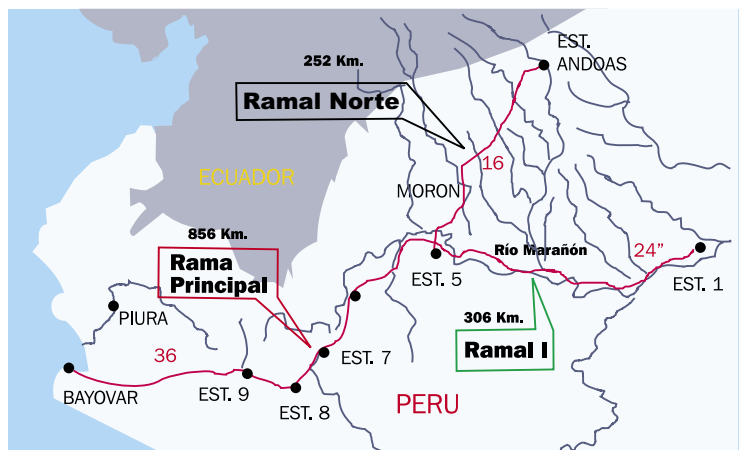 EST.
ANDOAS
252 Km.
Ramal Norte
16
ECUADOR
MORON
856 Km.
Rama
Principal
Río Marañón
24”
EST. 5
EST. 1
306 Km.
Ramal I
PIURA
36
EST. 7
BAYOVAR
EST. 9
EST. 8
PERU